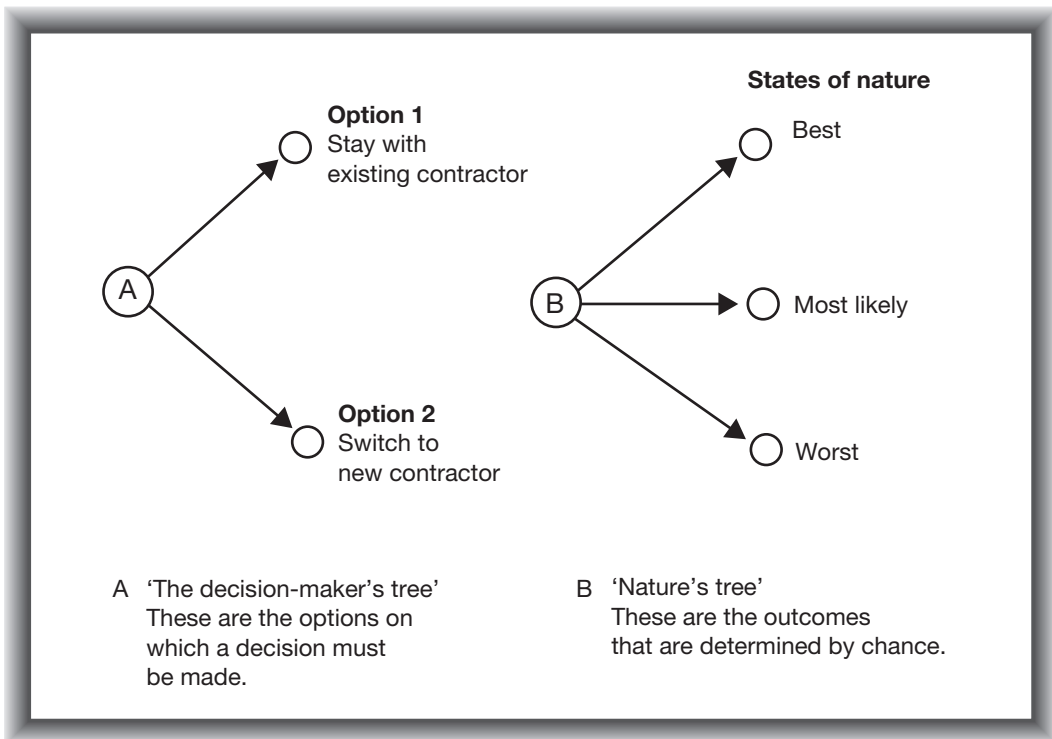 Option 1
Stay with
existing contractor
A
Option 2
Switch to
new contractor
States of nature
Best
B
Most likely
Worst
A ‘The decision-maker’s tree’
These are the options on
which a decision must
be made.
B ‘Nature’s tree’
These are the outcomes
that are determined by chance.